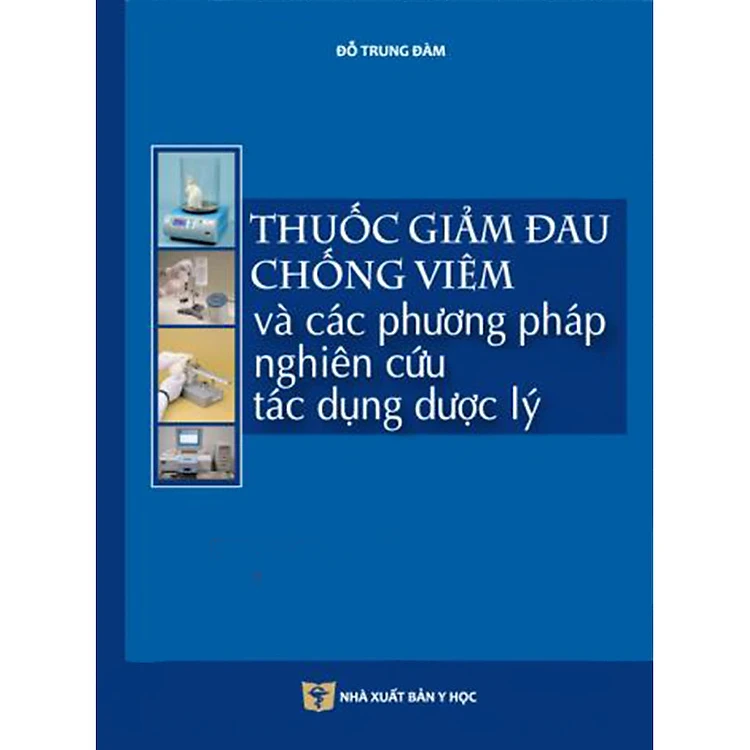 ĐỖ TRUNG ĐÀM
THUỐC GIẢM ĐAU
CHỐNG VIÊM
và các phương pháp
nghiên cứu
tác dụng dược lý
NHÀ XUẤT BẢN Y HỌC